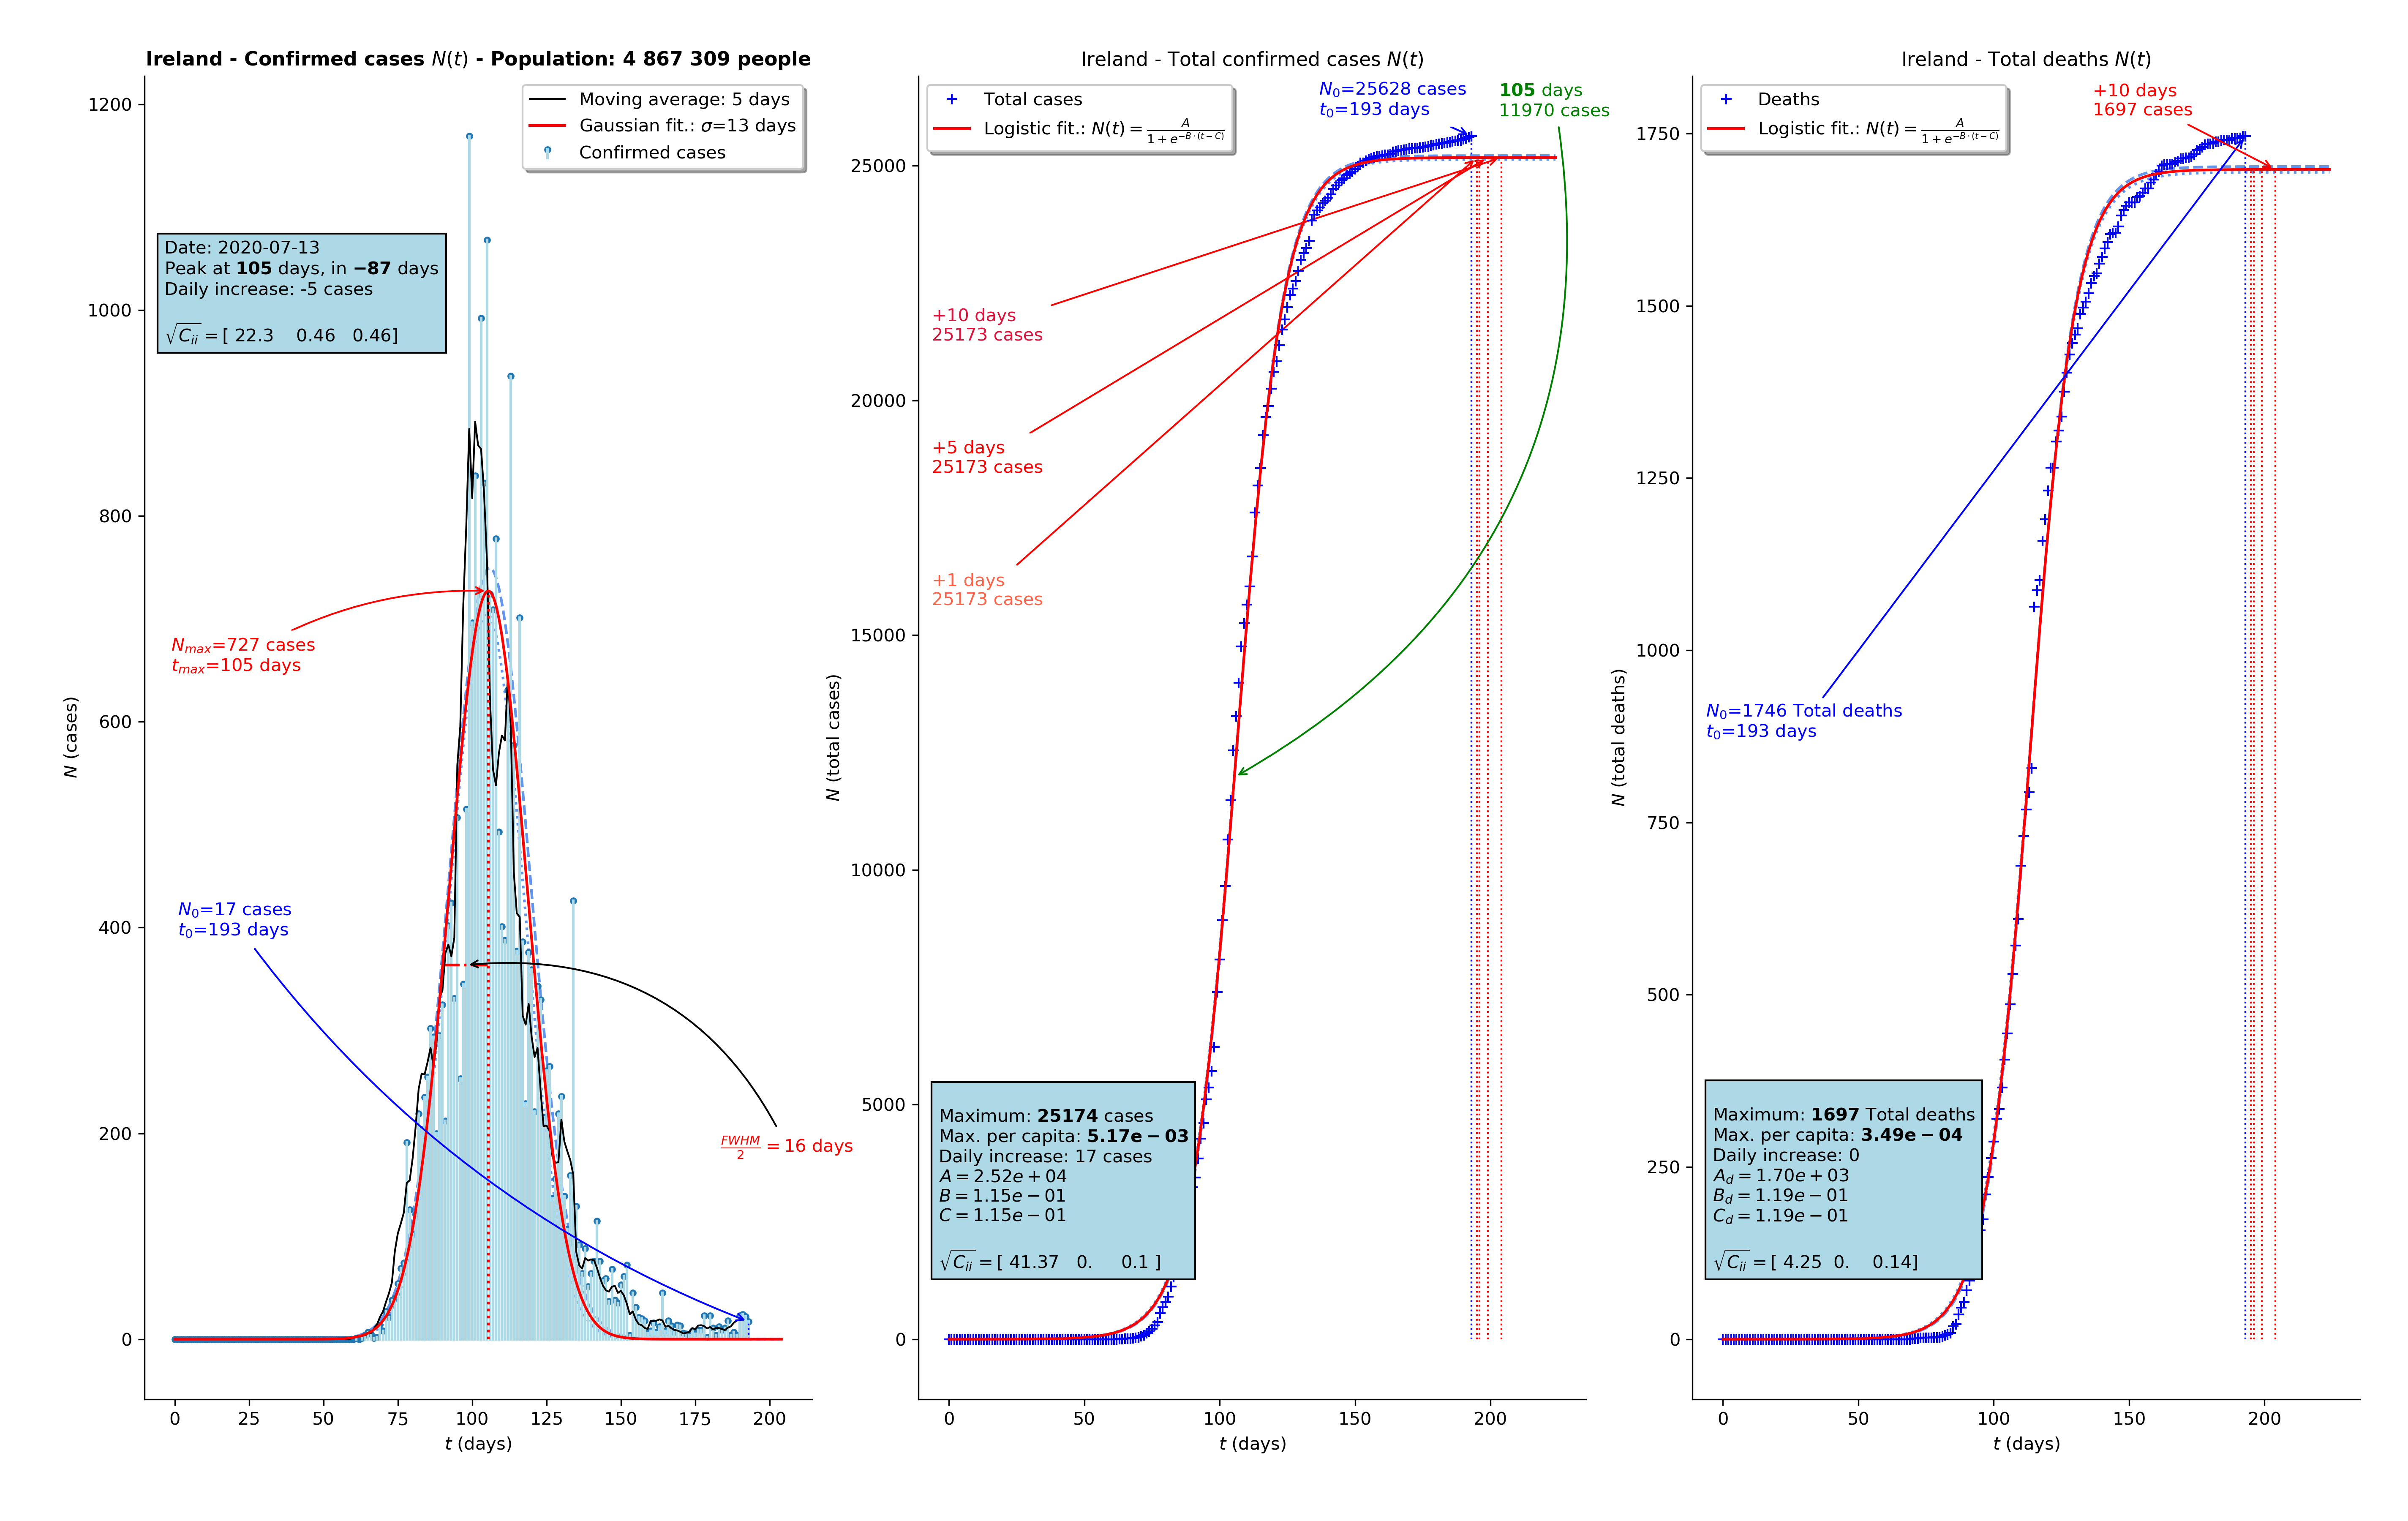 Ireland - Confirmed cases N(t) - Population: 4 867 309 people
Moving average: 5 days
Gaussian fit.: σ=13 days
Confirmed cases
Date: 2020-07-13
Peak at 105 days, in −87 days
Daily increase: -5 cases
√C_ii = [ 22.3 0.46 0.46]
N_max=727 cases
t_max=105 days
N_0=17 cases
t_0=193 days
FWHM/2 = 16 days
N (cases)
1200
1000
800
600
400
200
0
0 25 50 75 100 125 150 175 200
t (days)
Ireland - Total confirmed cases N(t)
Total cases
Logistic fit.: N(t) = A/(1 + e^{−B·(t−C)})
N_0=25628 cases
t_0=193 days
105 days
11970 cases
+10 days
25173 cases
+5 days
25173 cases
+1 days
25173 cases
Maximum: 25174 cases
Max. per capita: 5.17e − 03
Daily increase: 17 cases
A = 2.52e + 04
B = 1.15e − 01
C = 1.15e − 01
√C_ii = [ 41.37 0. 0.1 ]
N (total cases)
25000
20000
15000
10000
5000
0
0 50 100 150 200
t (days)
Ireland - Total deaths N(t)
Deaths
Logistic fit.: N(t) = A/(1 + e^{−B·(t−C)})
+10 days
1697 cases
N_0=1746 Total deaths
t_0=193 days
Maximum: 1697 Total deaths
Max. per capita: 3.49e − 04
Daily increase: 0
A_d = 1.70e + 03
B_d = 1.19e − 01
C_d = 1.19e − 01
√C_ii = [ 4.25 0. 0.14]
N (total deaths)
1750
1500
1250
1000
750
500
250
0
0 50 100 150 200
t (days)